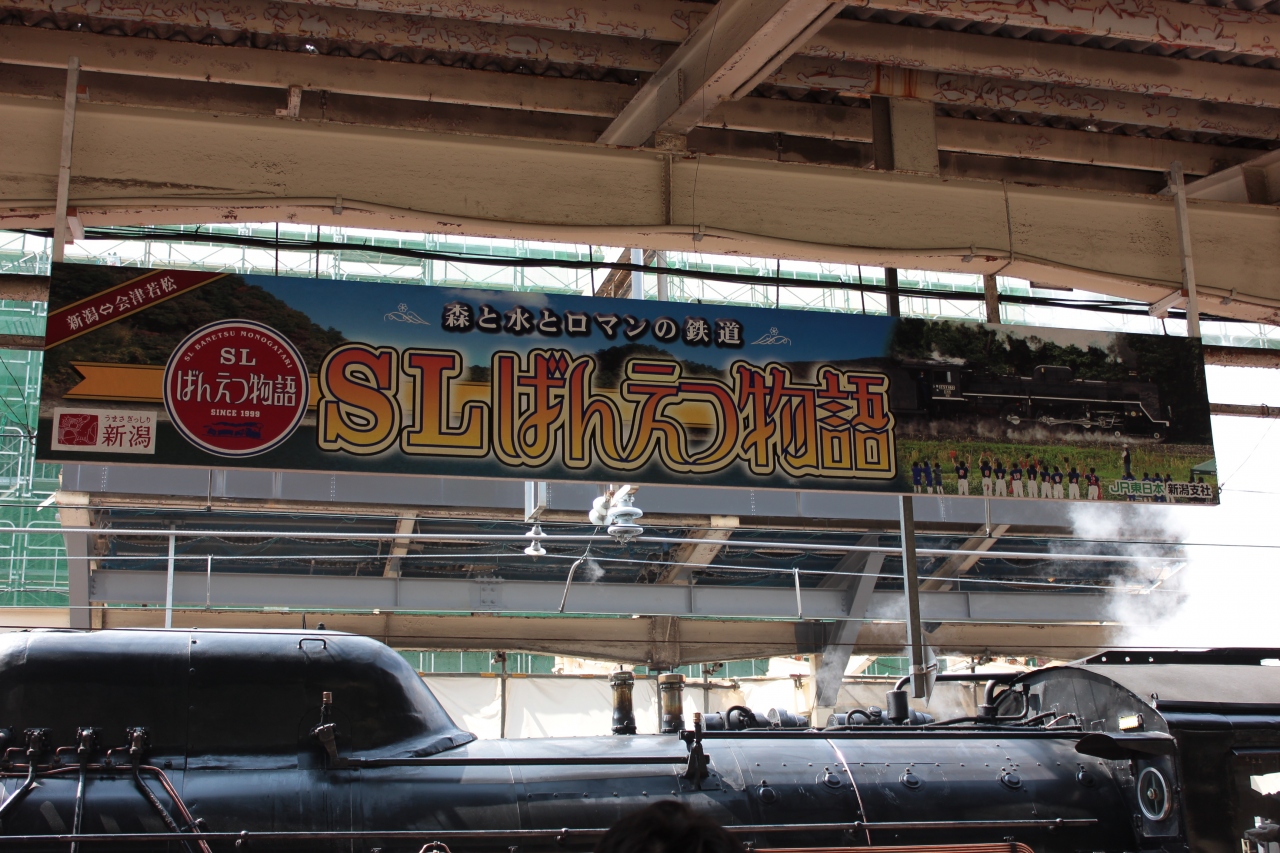 新潟⇔会津若松
森と水とロマンの鉄道
SL BANETSU MONOGATARI
SL
ばんえつ物語
SINCE 1999
SLばんえつ物語
うまさぎっしり
新潟
JR東日本 新潟支社